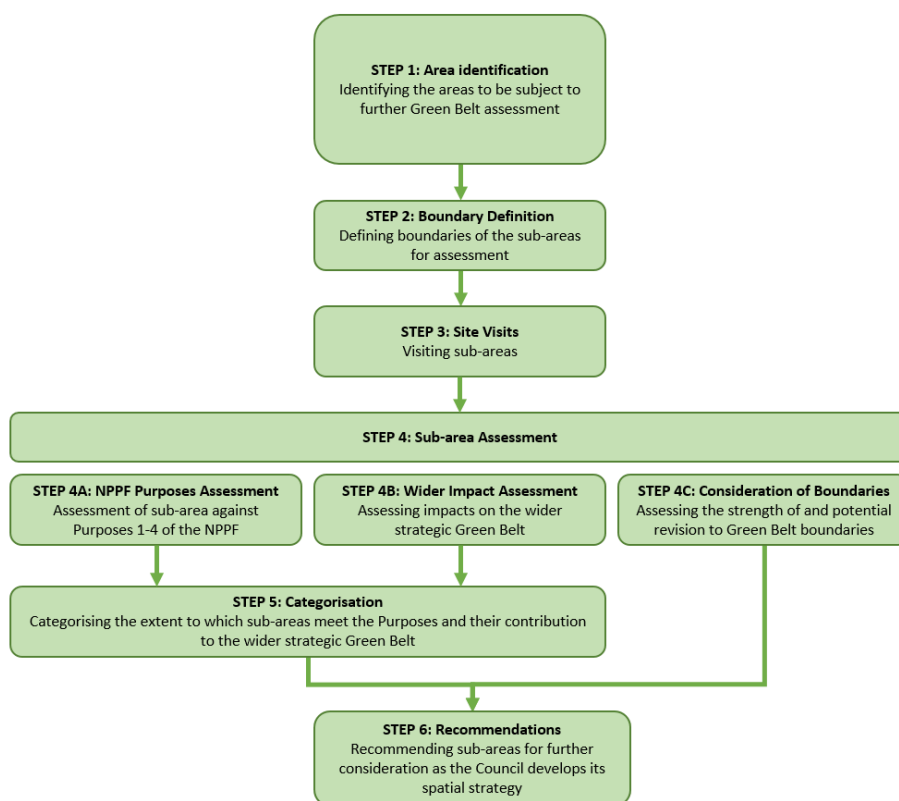 STEP 1: Area identification
Identifying the areas to be subject to
further Green Belt assessment
STEP 2: Boundary Definition
Defining boundaries of the sub-areas
for assessment
STEP 3: Site Visits
Visiting sub-areas
STEP 4: Sub-area Assessment
STEP 4A: NPPF Purposes Assessment
Assessment of sub-area against
Purposes 1-4 of the NPPF
STEP 4B: Wider Impact Assessment
Assessing impacts on the wider
strategic Green Belt
STEP 4C: Consideration of Boundaries
Assessing the strength of and potential
revision to Green Belt boundaries
STEP 5: Categorisation
Categorising the extent to which sub-areas meet the Purposes and their contribution
to the wider strategic Green Belt
STEP 6: Recommendations
Recommending sub-areas for further
consideration as the Council develops its
spatial strategy